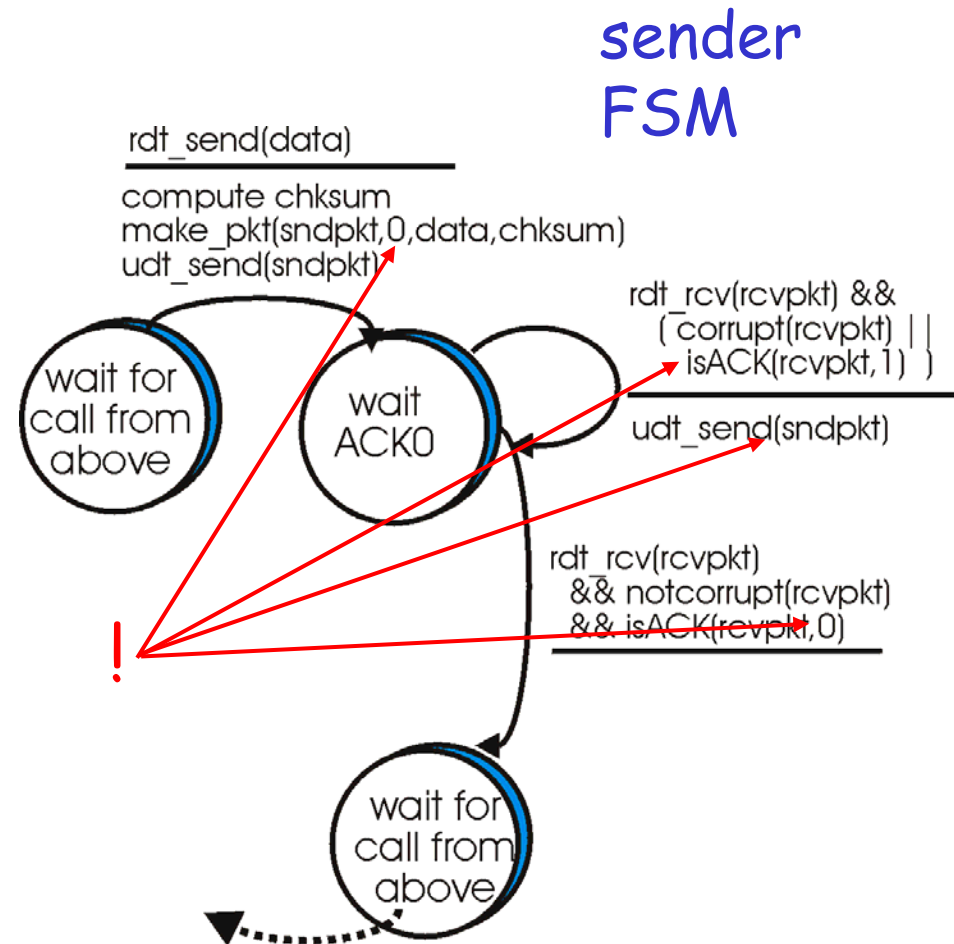 sender
FSM
rdt_send(data)
compute chksum
make_pkt(sndpkt,0,data,chksum)
udt_send(sndpkt)
rdt_rcv(rcvpkt) &&
( corrupt(rcvpkt) ||
isACK(rcvpkt,1) )
udt_send(sndpkt)
wait for
call from
above
wait
ACK0
rdt_rcv(rcvpkt)
&& notcorrupt(rcvpkt)
&& isACK(rcvpkt,0)
!
wait for
call from
above